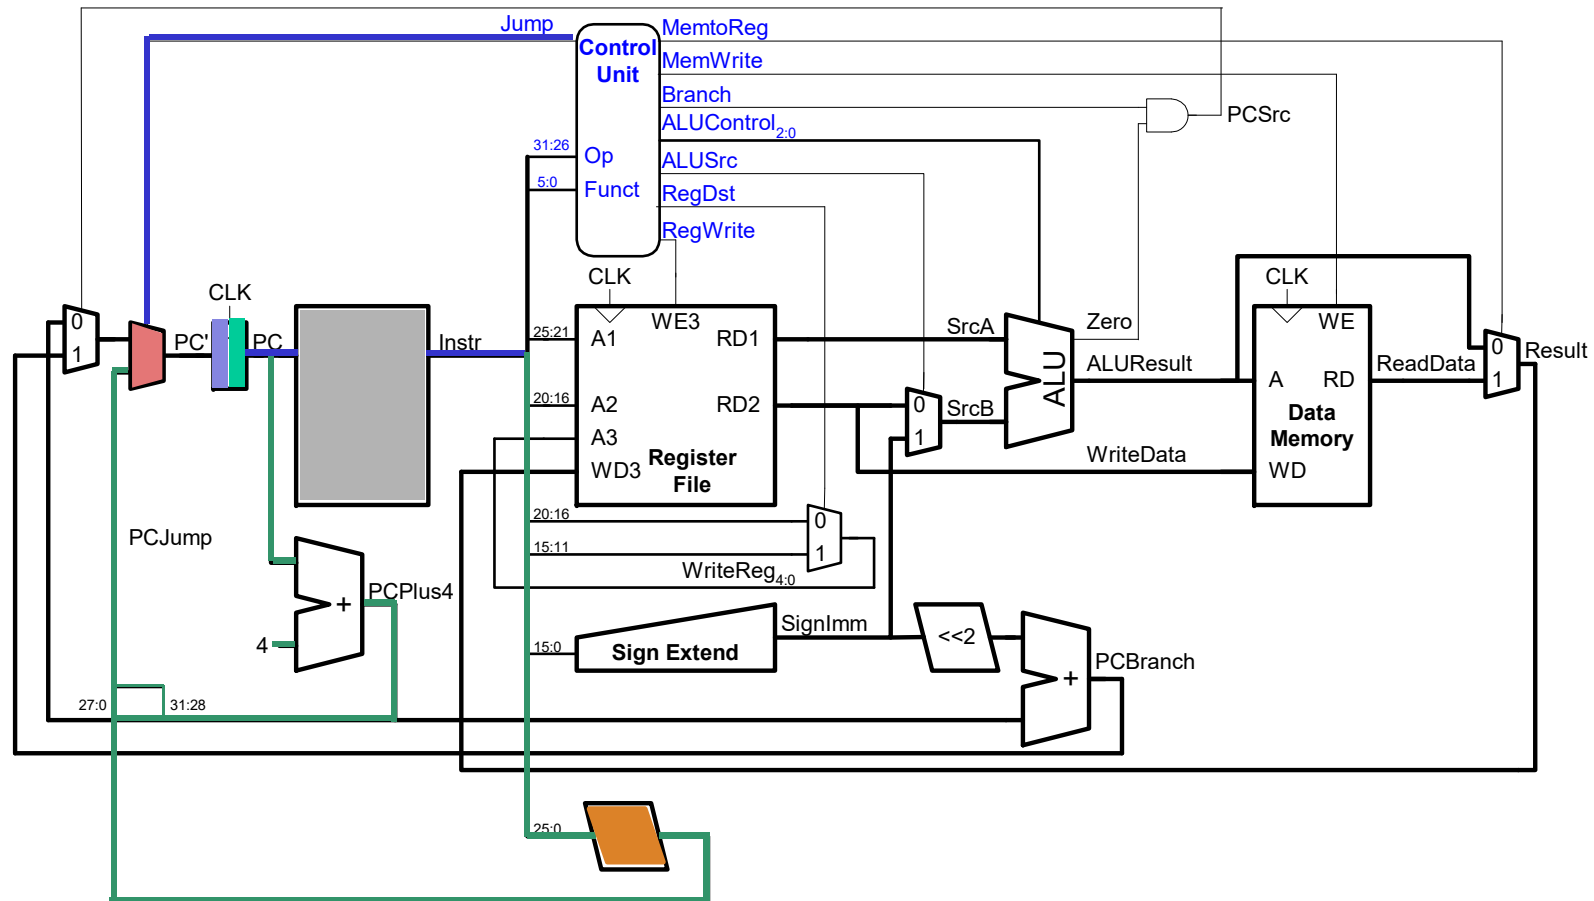 Jump
MemtoReg
Control
Unit
MemWrite
Branch
PCSrc
ALUControl2:0
31:26
Op
ALUSrc
5:0
Funct
RegDst
RegWrite
CLK
CLK
CLK
0
1
PC'
PC
Instr
25:21
A1
WE3
RD1
SrcA
Zero
WE
0
1
Result
ALU
ALUResult
A
RD
ReadData
20:16
A2
RD2
0
1
SrcB
Data
Memory
A3
WD3
Register
File
WriteData
WD
20:16
0
15:11
1
WriteReg4:0
PCJump
PCPlus4
+
4
SignImm
<<2
15:0
Sign Extend
PCBranch
+
27:0
31:28
25:0